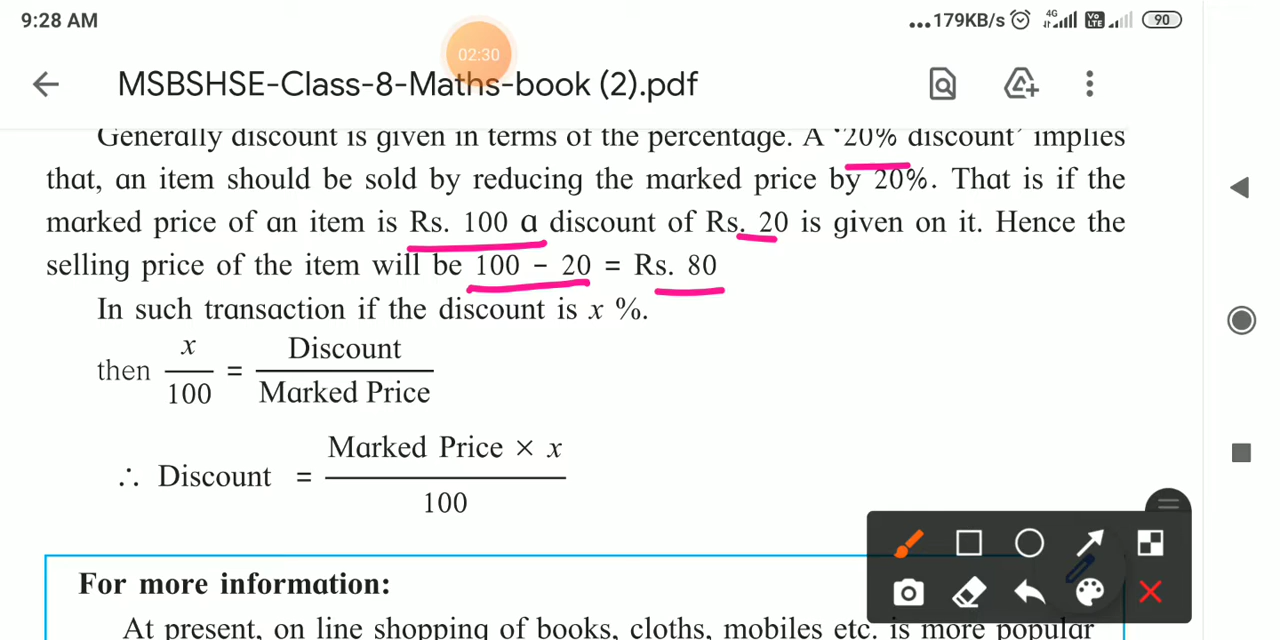 9:28 AM
...179KB/s 4G Vo LTE 90
02:30
MSBSHSE-Class-8-Maths-book (2).pdf
Generally discount is given in terms of the percentage. A '20% discount' implies
that, an item should be sold by reducing the marked price by 20%. That is if the
marked price of an item is Rs. 100 a discount of Rs. 20 is given on it. Hence the
selling price of the item will be 100 - 20 = Rs. 80
In such transaction if the discount is x %.
then x/100 = Discount/Marked Price
∴ Discount = Marked Price × x/100
For more information:
At present, on line shopping of books, cloths, mobiles etc. is more popular